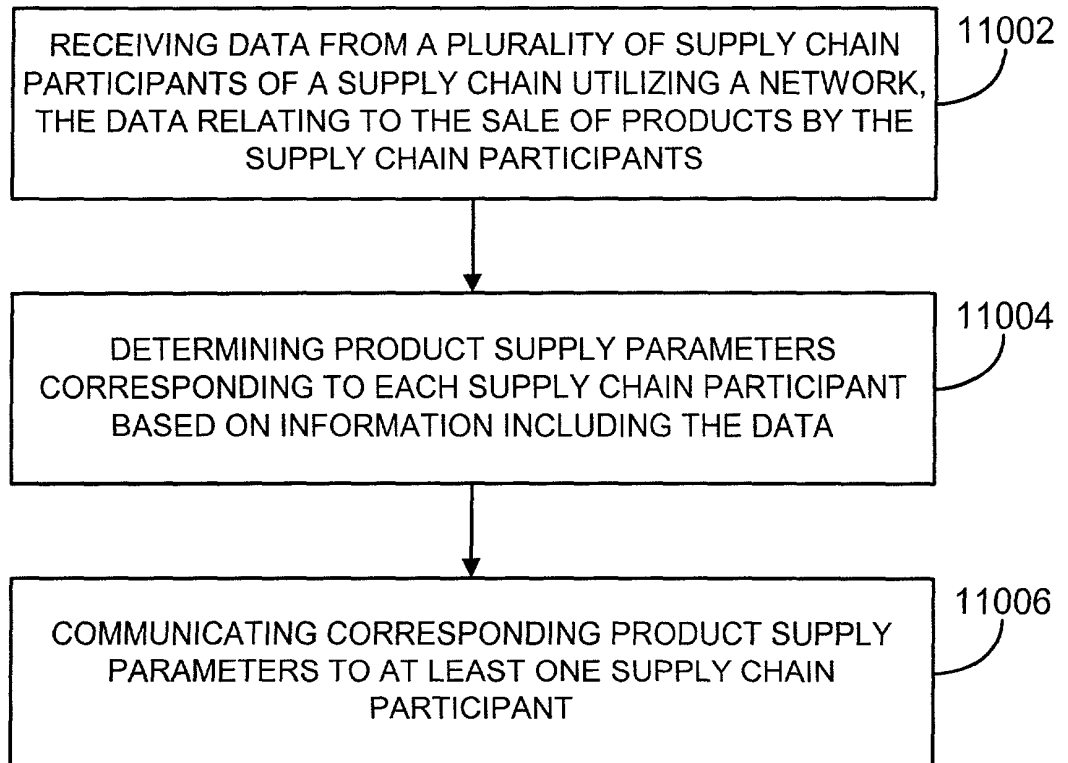 RECEIVING DATA FROM A PLURALITY OF SUPPLY CHAIN
PARTICIPANTS OF A SUPPLY CHAIN UTILIZING A NETWORK,
THE DATA RELATING TO THE SALE OF PRODUCTS BY THE
SUPPLY CHAIN PARTICIPANTS
11002
DETERMINING PRODUCT SUPPLY PARAMETERS
CORRESPONDING TO EACH SUPPLY CHAIN PARTICIPANT
BASED ON INFORMATION INCLUDING THE DATA
11004
COMMUNICATING CORRESPONDING PRODUCT SUPPLY
PARAMETERS TO AT LEAST ONE SUPPLY CHAIN
PARTICIPANT
11006